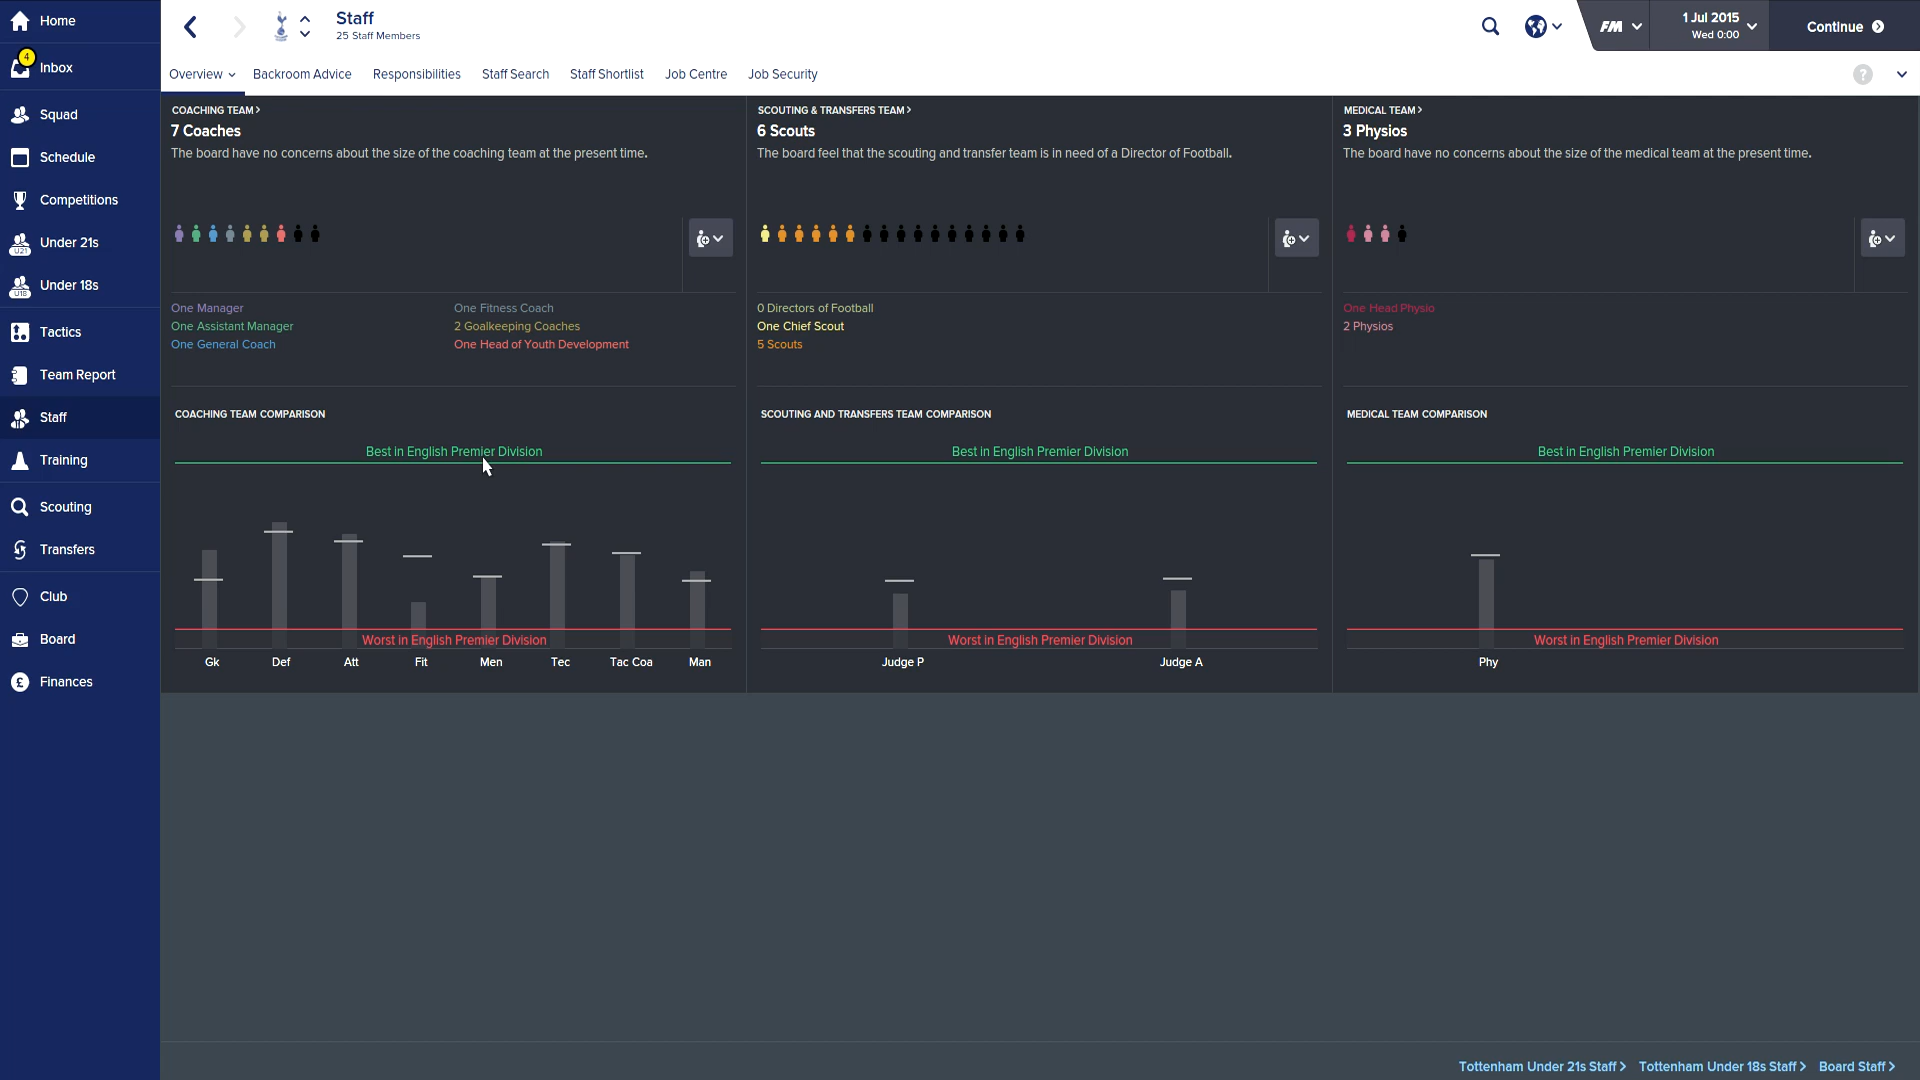 Home
4
Inbox
Squad
Schedule
Competitions
U21
Under 21s
U18
Under 18s
Tactics
Team Report
Staff
Training
Scouting
Transfers
Club
Board
£
Finances
Staff
25 Staff Members
FM
1 Jul 2015
Wed 0:00
Continue
Overview
Backroom Advice
Responsibilities
Staff Search
Staff Shortlist
Job Centre
Job Security
?
COACHING TEAM >
7 Coaches
The board have no concerns about the size of the coaching team at the present time.
One Manager
One Assistant Manager
One General Coach
One Fitness Coach
2 Goalkeeping Coaches
One Head of Youth Development
COACHING TEAM COMPARISON
Best in English Premier Division
Worst in English Premier Division
Gk Def Att Fit Men Tec Tac Coa Man
SCOUTING & TRANSFERS TEAM >
6 Scouts
The board feel that the scouting and transfer team is in need of a Director of Football.
0 Directors of Football
One Chief Scout
5 Scouts
SCOUTING AND TRANSFERS TEAM COMPARISON
Best in English Premier Division
Worst in English Premier Division
Judge P Judge A
MEDICAL TEAM >
3 Physios
The board have no concerns about the size of the medical team at the present time.
One Head Physio
2 Physios
MEDICAL TEAM COMPARISON
Best in English Premier Division
Worst in English Premier Division
Phy
Tottenham Under 21s Staff > Tottenham Under 18s Staff > Board Staff >